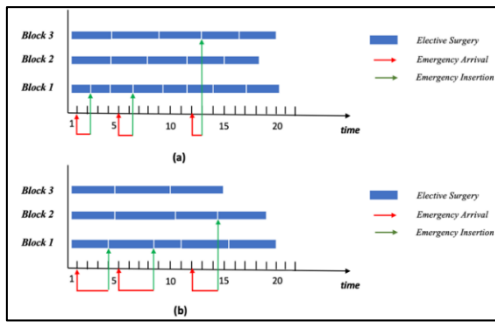 (a)
Block 3
Elective Surgery
Block 2
Emergency Arrival
Block 1
Emergency Insertion
1 5 10 15 20
time
(a)
(b)
Block 3
Elective Surgery
Block 2
Emergency Arrival
Block 1
Emergency Insertion
1 5 10 15 20
time
(b)